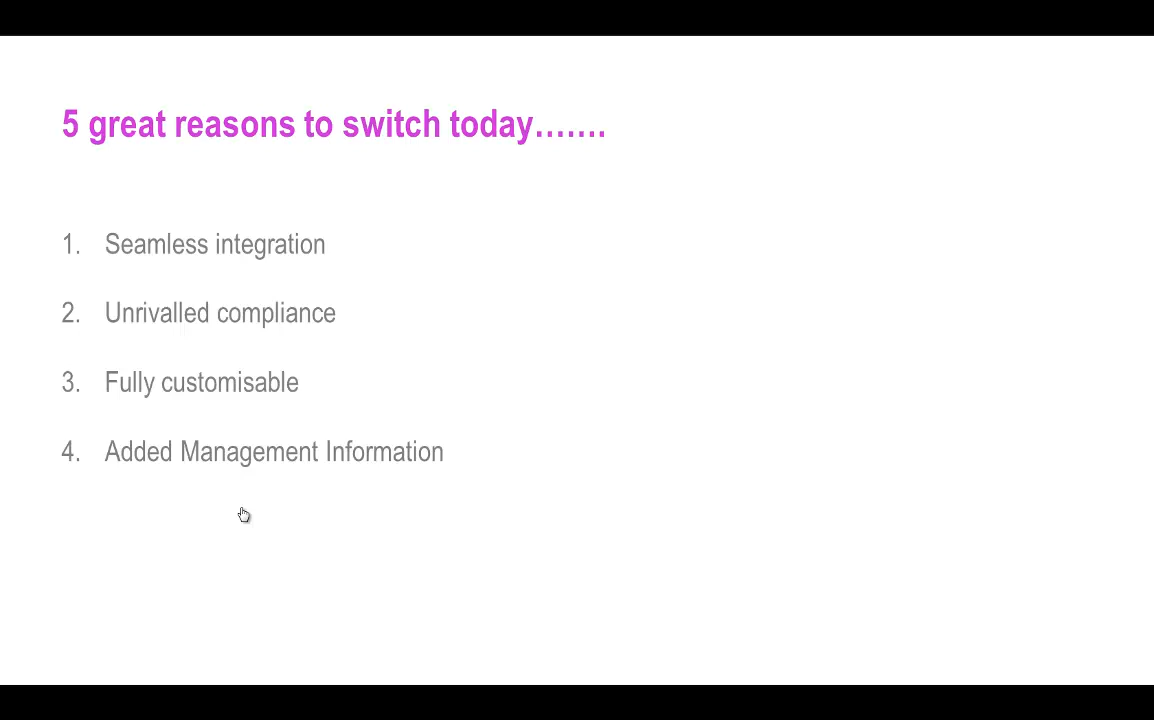 5 great reasons to switch today.......
1. Seamless integration
2. Unrivalled compliance
3. Fully customisable
4. Added Management Information